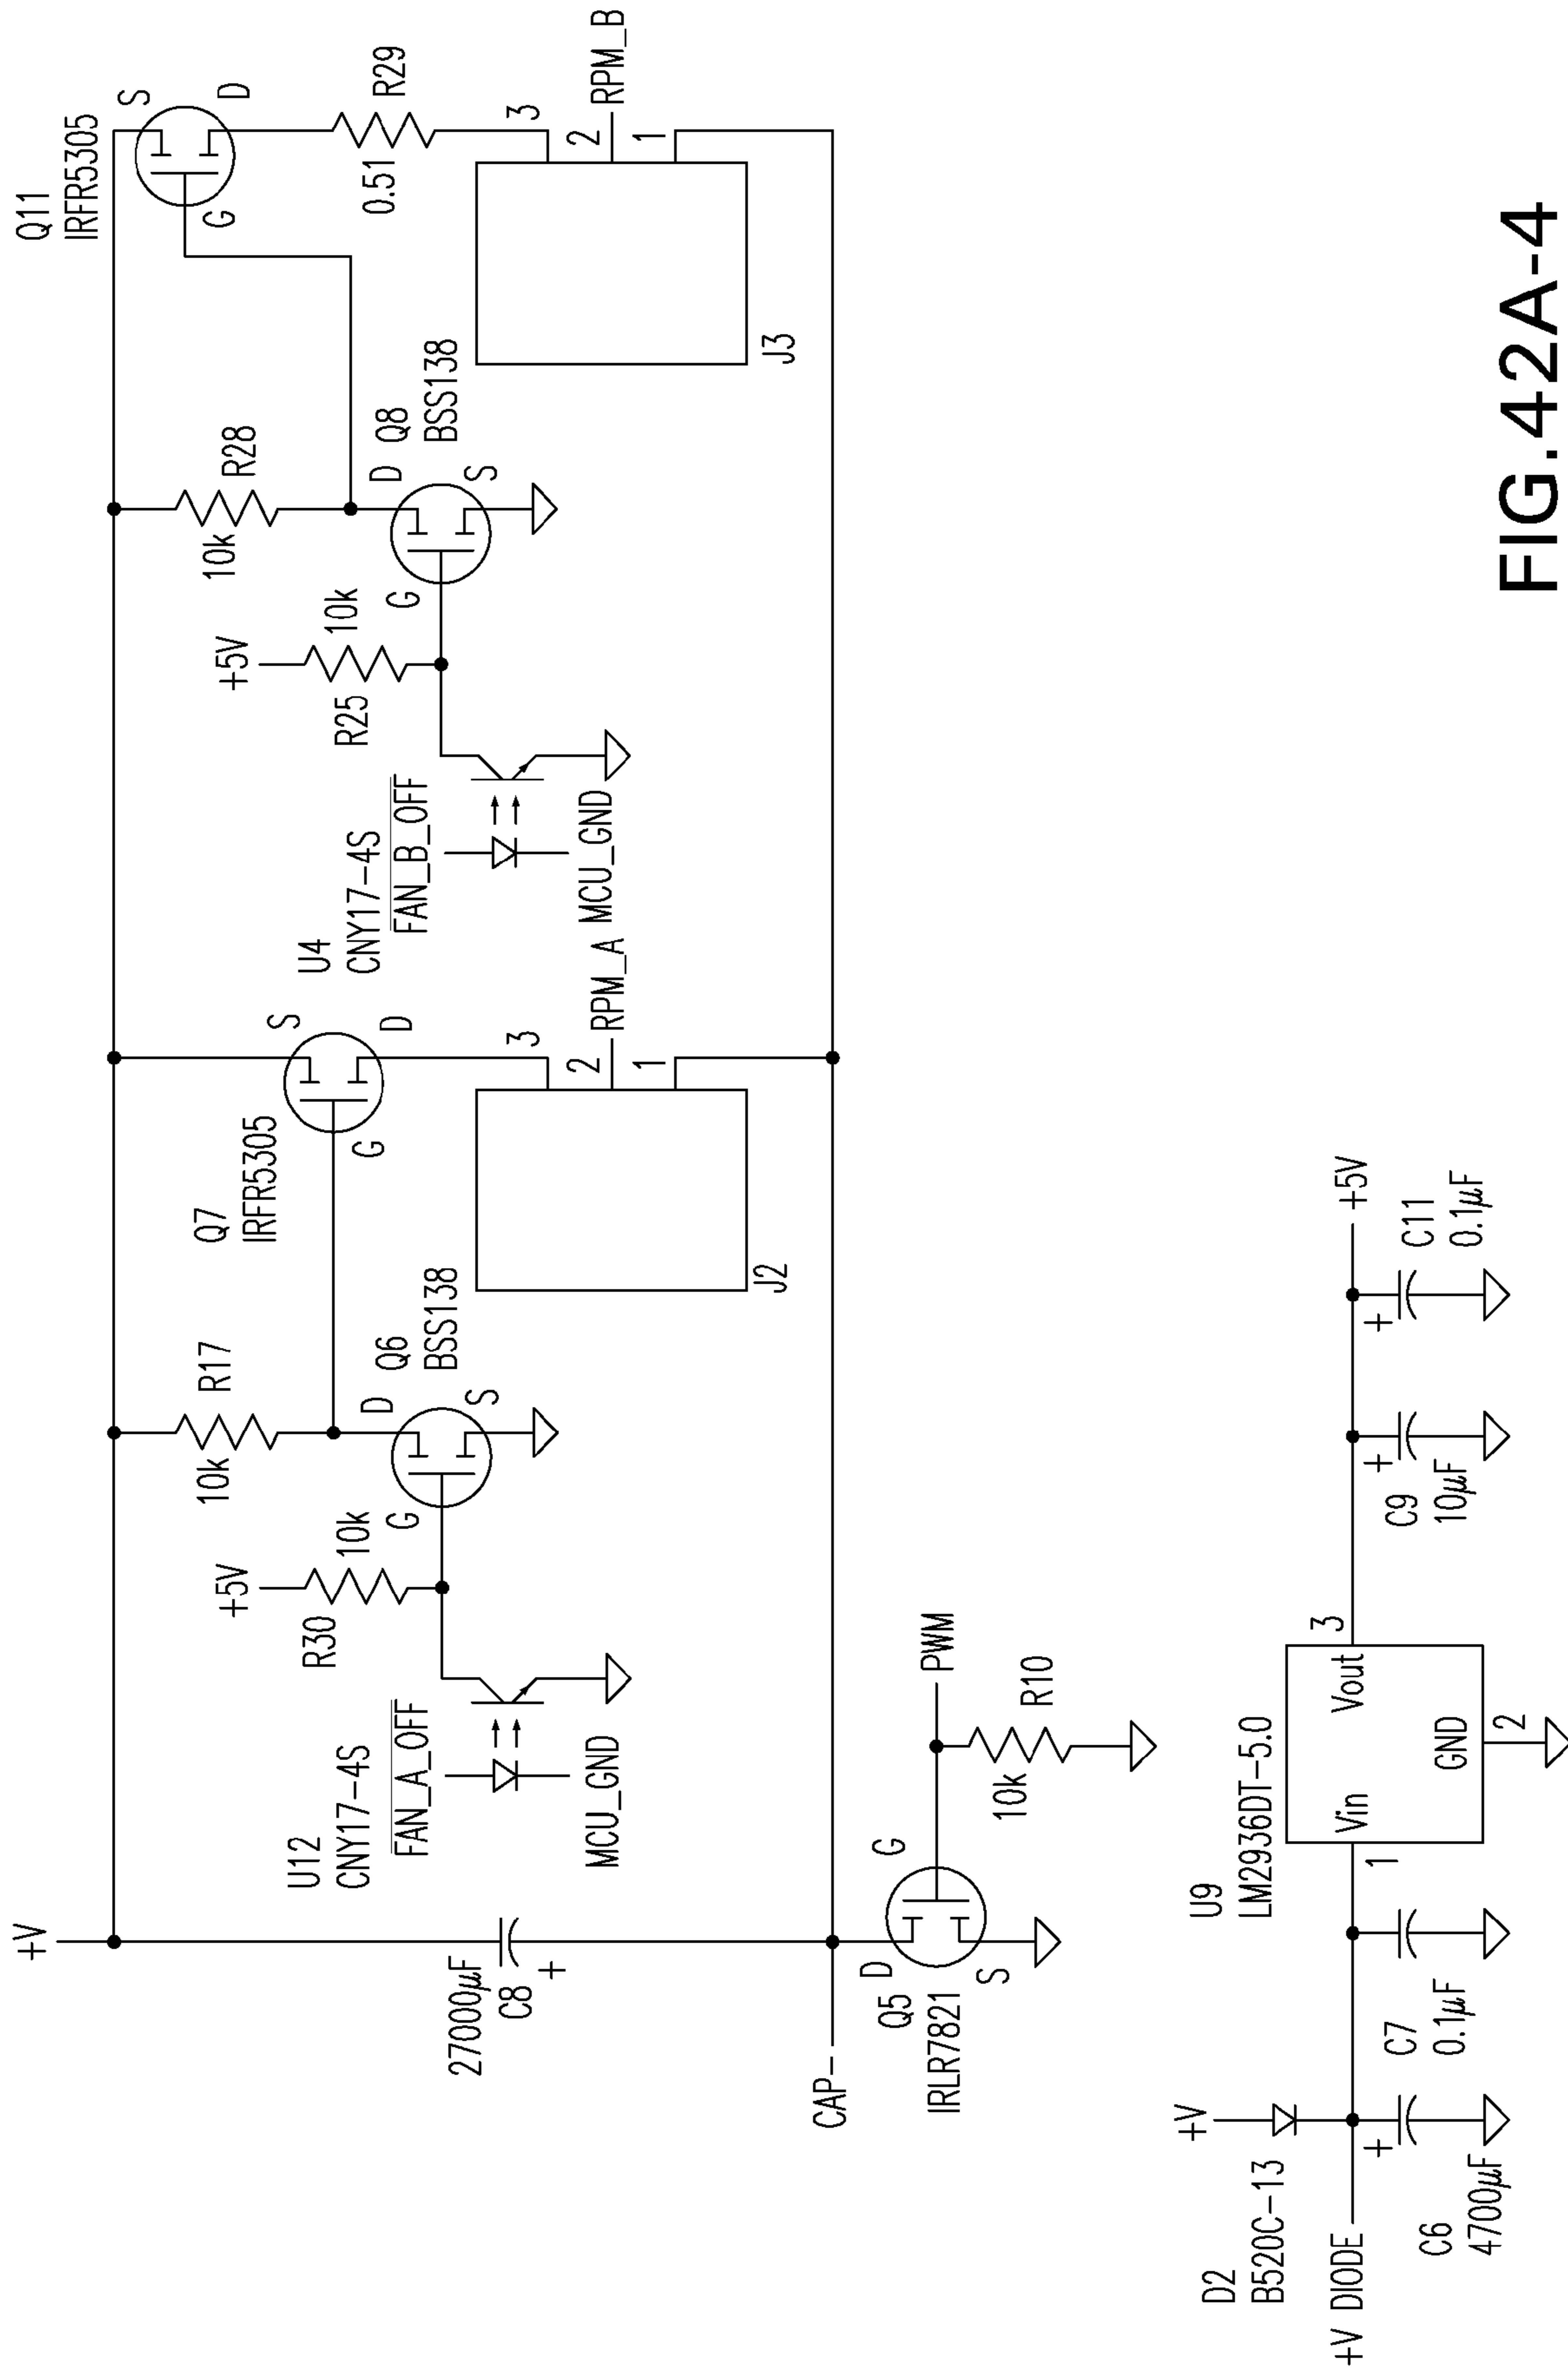 +V
27000µF
C8
+
CAP-
U12
CNY17-4S
FAN_A_OFF
MCU_GND
+5V
R30
10k
10k
R17
G
D
S
Q6
BSS138
Q7
IRFR5305
G
S
D
J2
3
2
1
RPM_A
U4
CNY17-4S
FAN_B_OFF
MCU_GND
+5V
R25
10k
10k
R28
G
D
S
Q8
BSS138
Q11
IRFR5305
G
S
D
0.51
R29
J3
3
2
1
RPM_B
D
G
S
Q5
IRLR7821
PWM
10k
R10
D2
B520C-13
+V
+V DIODE
+
C6
4700µF
C7
0.1µF
U9
LM2936DT-5.0
1
Vin
Vout
GND
3
2
+
C9
10µF
+
C11
0.1µF
+5V
FIG.42A-4